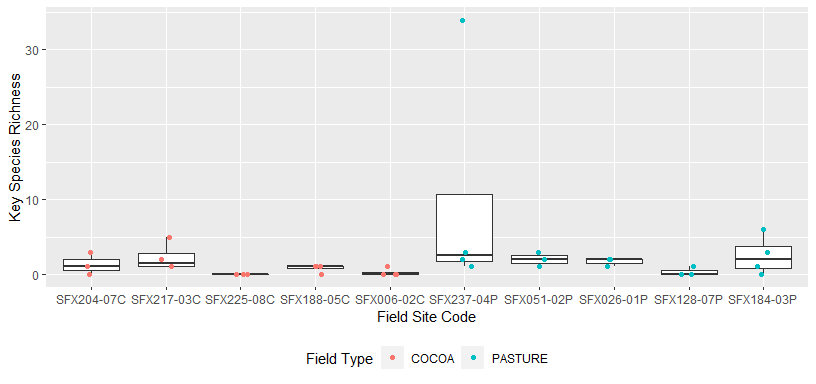 Key Species Richness
30
20
10
0
SFX204-07C SFX217-03C SFX225-08C SFX188-05C SFX006-02C SFX237-04P SFX051-02P SFX026-01P SFX128-07P SFX184-03P
Field Site Code
Field Type COCOA PASTURE